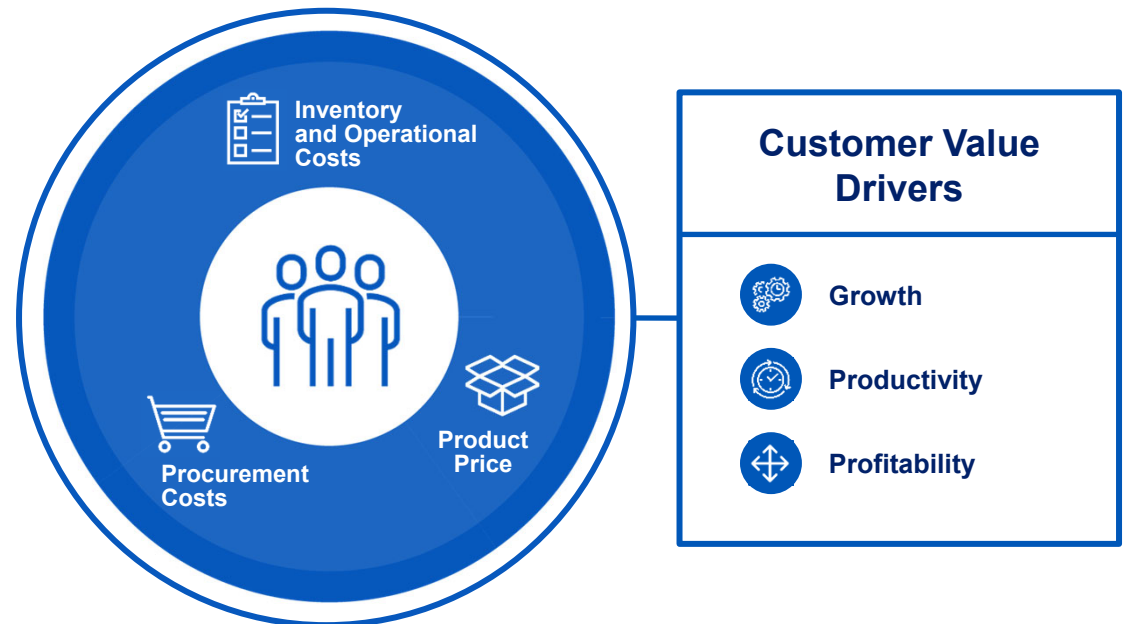 Inventory
and Operational
Costs
Product
Price
Procurement
Costs
Customer Value
Drivers
Growth
Productivity
Profitability